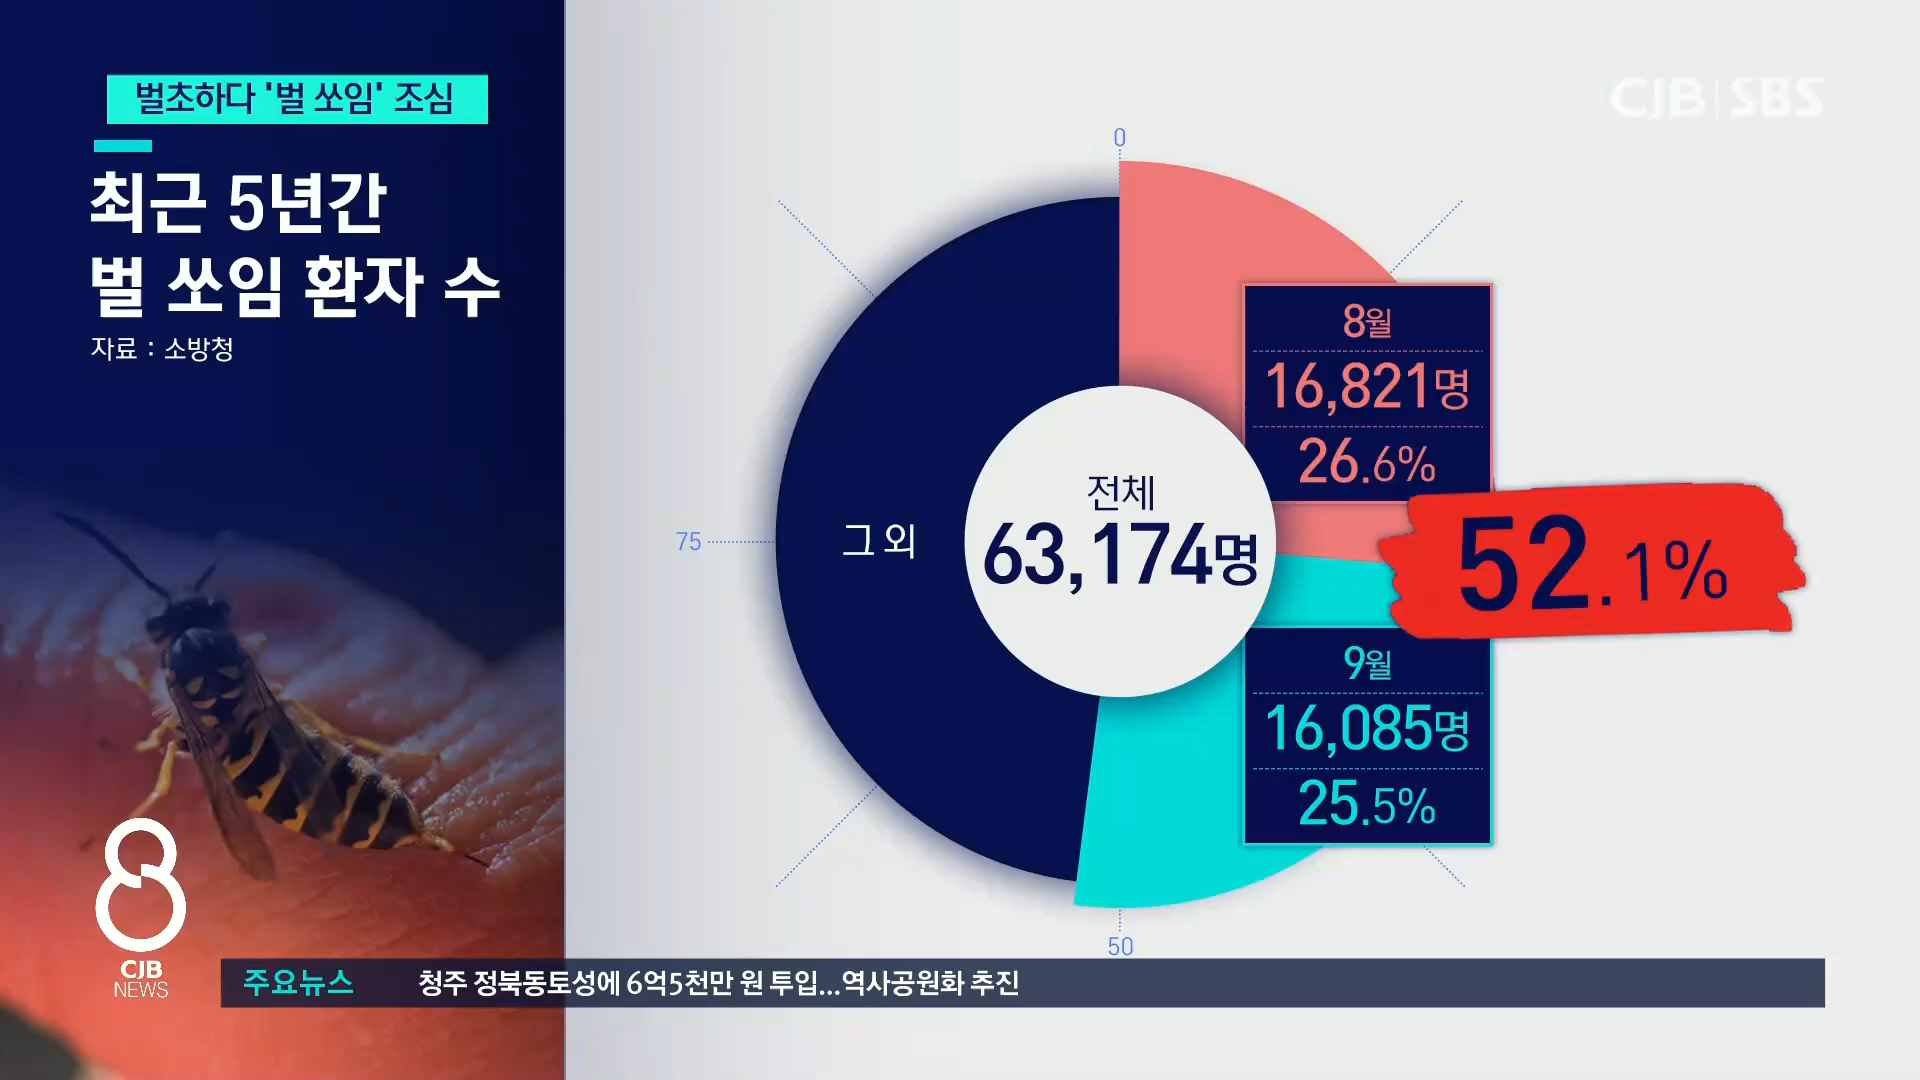 벌초하다 '벌 쏘임' 조심
최근 5년간
벌 쏘임 환자 수
자료 : 소방청
CJB | SBS
0
8월
16,821명
26.6%
전체
63,174명
그 외
75
52.1%
9월
16,085명
25.5%
50
8
CJB
NEWS
주요뉴스 청주 정북동토성에 6억5천만 원 투입...역사공원화 추진